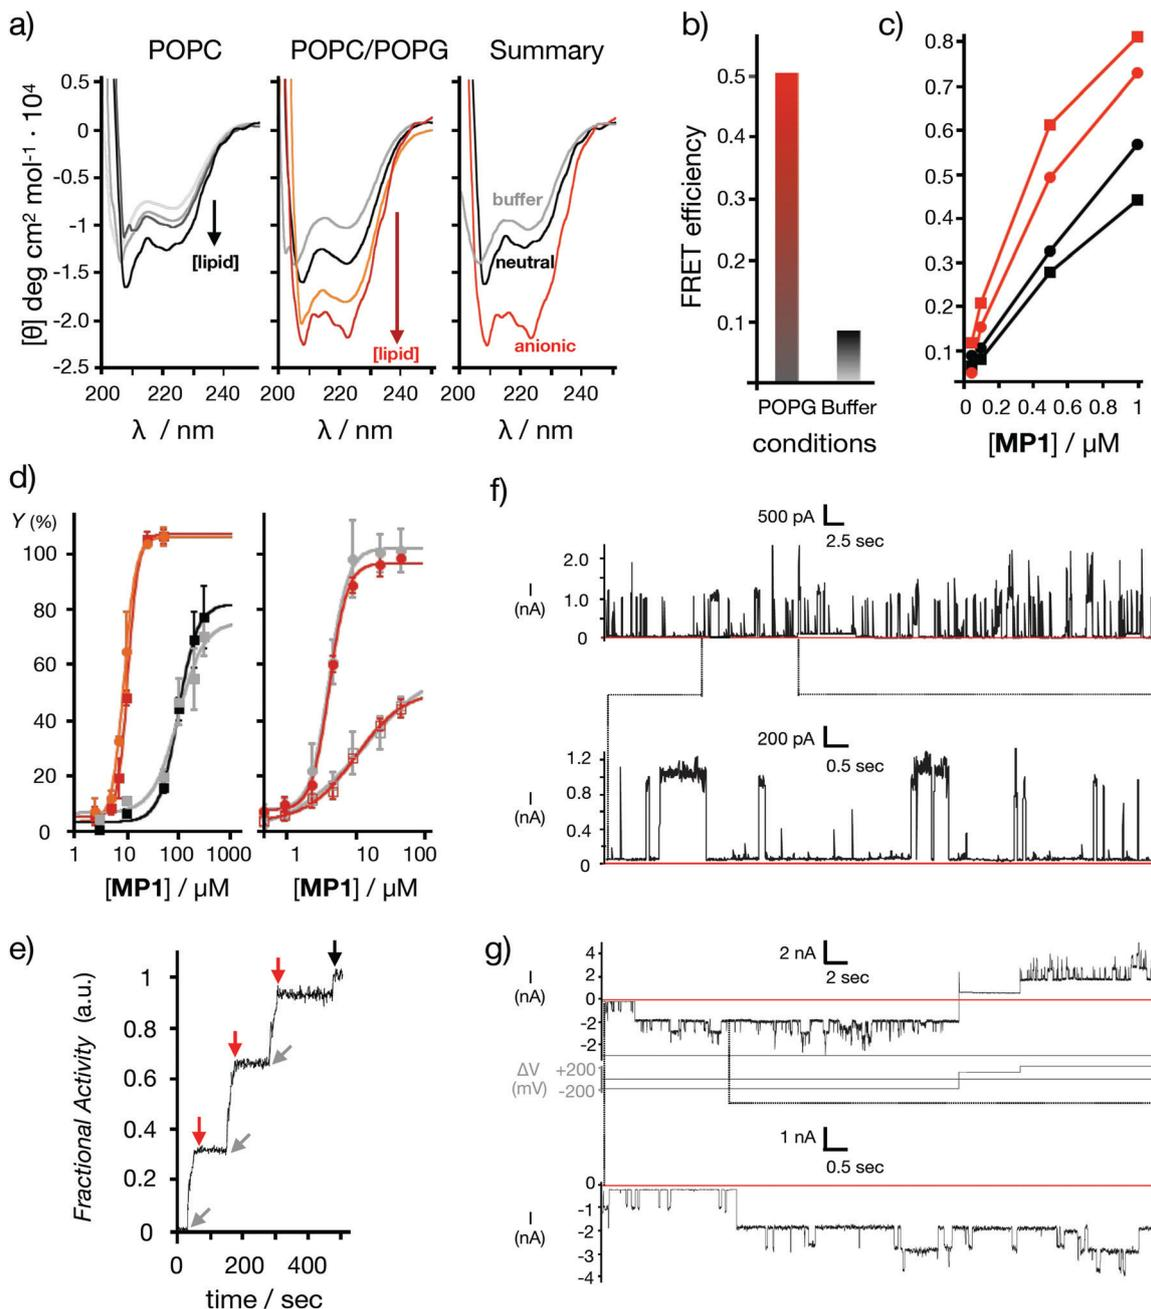 a)
POPC
POPC/POPG
Summary
[θ] deg cm² mol⁻¹ · 10⁴
0.5
0
-0.5
-1
-1.5
-2.0
-2.5
[lipid]
[lipid]
buffer
neutral
anionic
200 220 240
200 220 240
200 220 240
λ / nm
λ / nm
λ / nm
b)
FRET efficiency
0.5
0.4
0.3
0.2
0.1
POPG Buffer
conditions
c)
0.8
0.7
0.6
0.5
0.4
0.3
0.2
0.1
0 0.2 0.4 0.6 0.8 1
[MP1] / µM
d)
Y (%)
100
80
60
40
20
0
1 10 100 1000
[MP1] / µM
1 10 100
[MP1] / µM
e)
Fractional Activity (a.u.)
1
0.8
0.6
0.4
0.2
0
0 200 400
time / sec
f)
500 pA
2.5 sec
I
(nA)
2.0
1.0
0
200 pA
0.5 sec
I
(nA)
1.2
0.8
0.4
0
g)
2 nA
2 sec
I
(nA)
4
2
0
-2
-2
ΔV
(mV)
+200
-200
1 nA
0.5 sec
I
(nA)
0
-1
-2
-3
-4